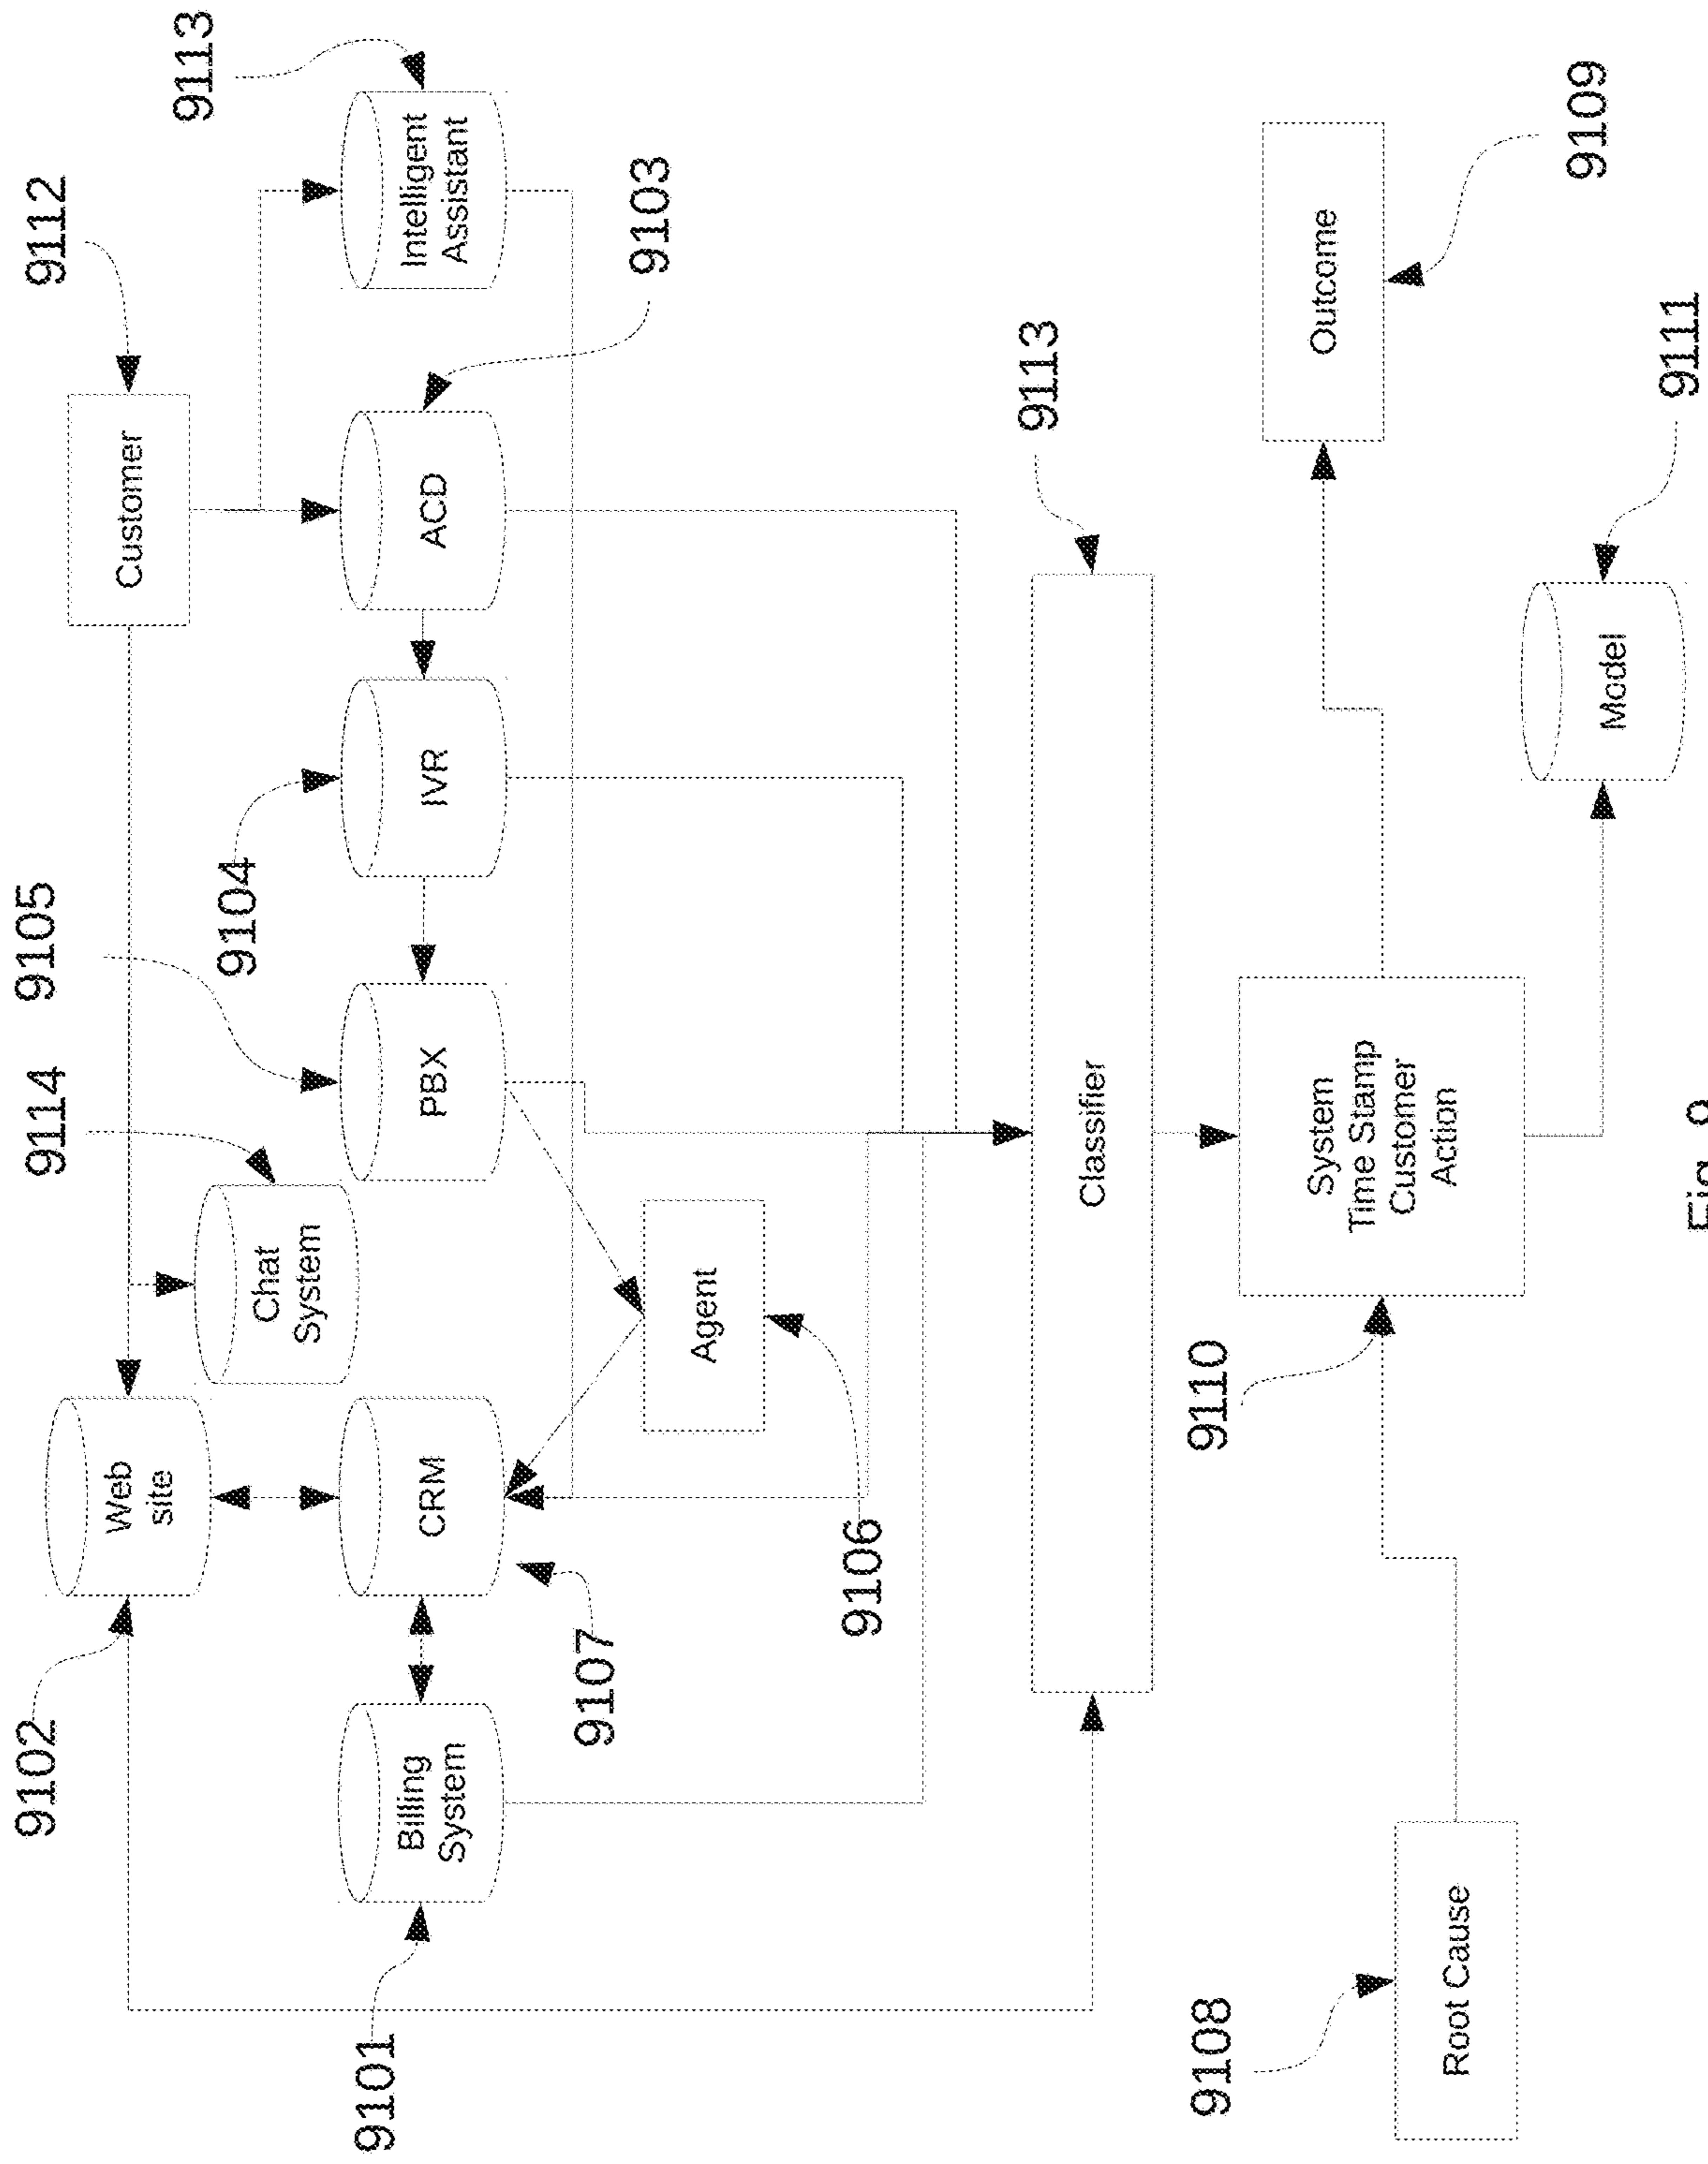 9102
9114
9105
9112
Web
site
Customer
9113
9104
Chat
System
9101
Billing
System
CRM
PBX
IVR
ACD
Intelligent
Assistant
9107
9103
Agent
9106
9113
Classifier
9108
9110
System
Time Stamp
Customer
Action
Outcome
Root Cause
9109
Model
9111
Fig. 9